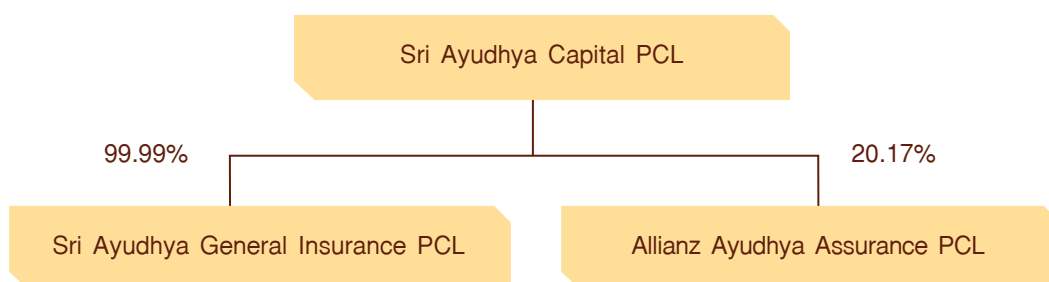 Sri Ayudhya Capital PCL
99.99%
20.17%
Sri Ayudhya General Insurance PCL
Allianz Ayudhya Assurance PCL